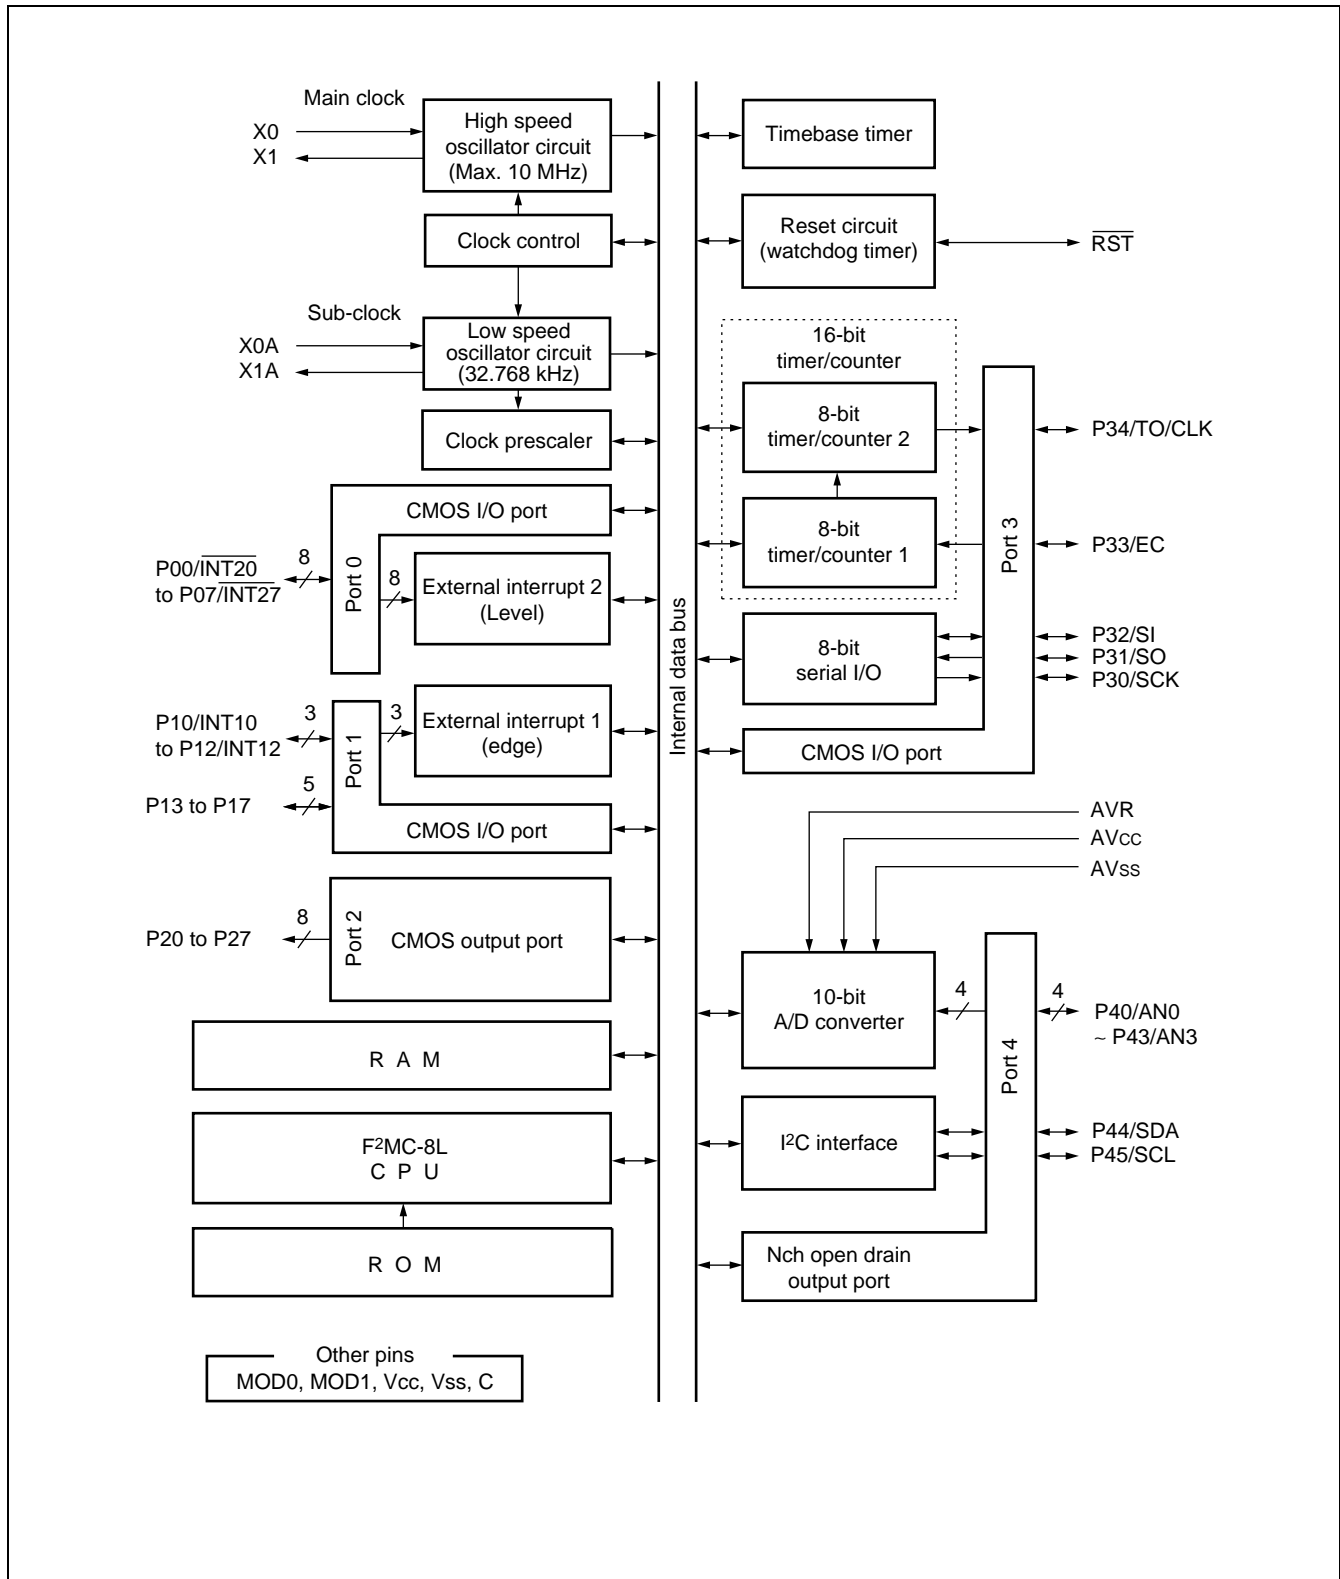 Main clock
X0
X1
High speed
oscillator circuit
(Max. 10 MHz)
Clock control
Sub-clock
X0A
X1A
Low speed
oscillator circuit
(32.768 kHz)
Clock prescaler
CMOS I/O port
Port 0
P00/INT20
to P07/INT27
8
8
External interrupt 2
(Level)
P10/INT10
to P12/INT12
3
3
External interrupt 1
(edge)
Port 1
P13 to P17
5
CMOS I/O port
P20 to P27
8
Port 2
CMOS output port
R A M
F2MC-8L
C P U
R O M
Other pins
MOD0, MOD1, Vcc, Vss, C
Internal data bus
Timebase timer
Reset circuit
(watchdog timer)
RST
16-bit
timer/counter
8-bit
timer/counter 2
8-bit
timer/counter 1
8-bit
serial I/O
CMOS I/O port
Port 3
P34/TO/CLK
P33/EC
P32/SI
P31/SO
P30/SCK
AVR
AVCC
AVSS
10-bit
A/D converter
4
4
P40/AN0
~ P43/AN3
Port 4
I2C interface
P44/SDA
P45/SCL
Nch open drain
output port